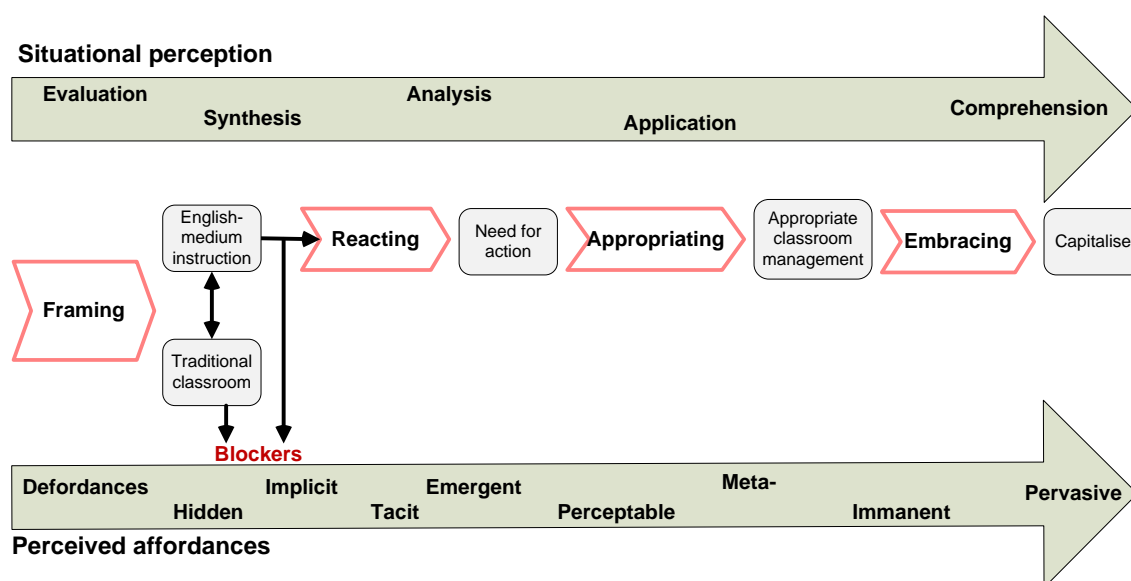 Situational perception
Evaluation
Analysis
Synthesis
Application
Comprehension
English-
medium
instruction
Reacting
Need for
action
Appropriating
Appropriate
classroom
management
Embracing
Capitalise
Framing
Traditional
classroom
Blockers
Defordances
Implicit
Emergent
Meta-
Pervasive
Hidden
Tacit
Perceptable
Immanent
Perceived affordances